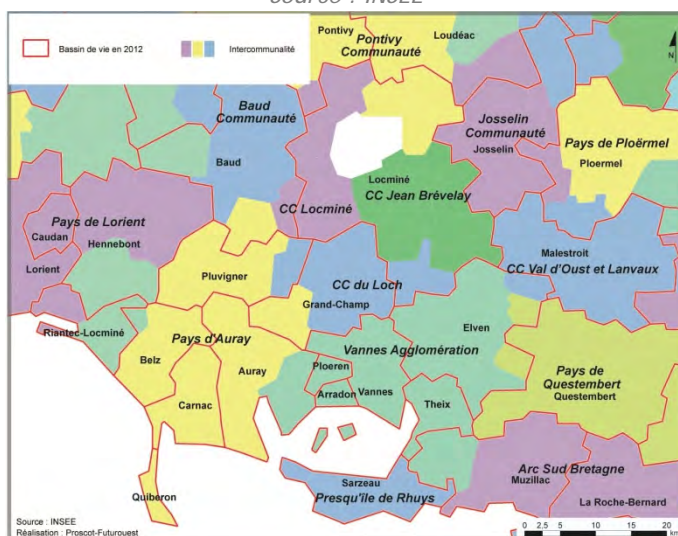 Source : INSEE
Bassin de vie en 2012
Intercommunalité
Pontivy
Pontivy
Communauté
Loudéac
N
Baud
Communauté
Baud
Josselin
Communauté
Josselin
Pays de Ploërmel
Ploermel
Locminé
CC Jean Brévelay
CC Locminé
Pays de Lorient
Caudan
Hennebont
Lorient
Malestroit
CC Val d'Oust et Lanvaux
Pluvigner
CC du Loch
Grand-Champ
Riantec-Locminé
Pays d'Auray
Belz
Auray
Carnac
Elven
Vannes Agglomération
Ploeren
Arradon
Vannes
Theix
Pays de
Questembert
Questembert
Quiberon
Sarzeau
Presqu'île de Rhuys
Arc Sud Bretagne
Muzillac
La Roche-Bernard
Source : INSEE
Réalisation : Proscot-Futurouest
0 2,5 5 10 15 20
km